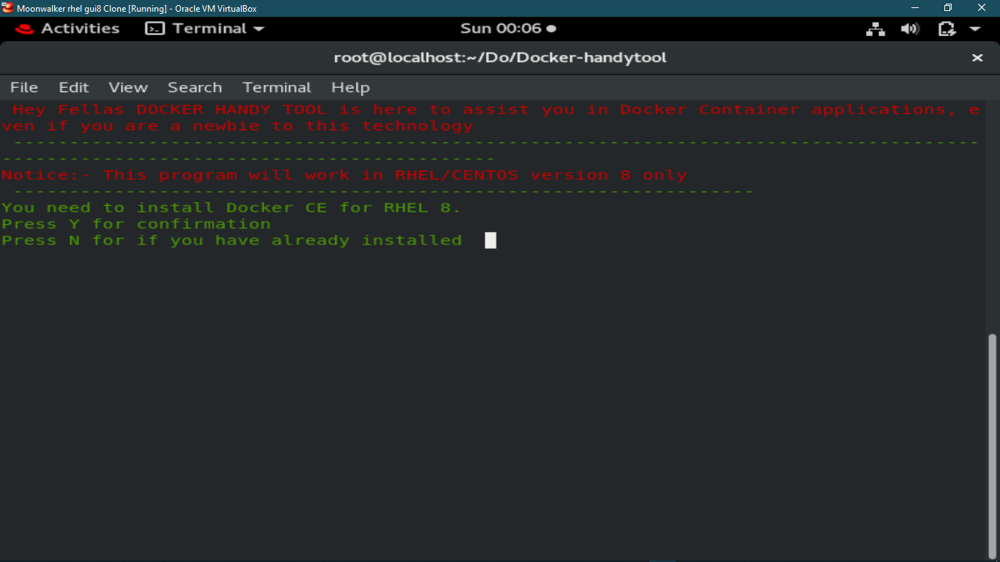 Moonwalker rhel gui8 Clone [Running] - Oracle VM VirtualBox
Activities Terminal Sun 00:06
root@localhost:~/Do/Docker-handytool
File Edit View Search Terminal Help
Hey Fellas DOCKER HANDY TOOL is here to assist you in Docker Container applications, e
ven if you are a newbie to this technology
--------------------------------------------------------------------------------------
--------------------------------------------
Notice:- This program will work in RHEL/CENTOS version 8 only
------------------------------------------------------------------
You need to install Docker CE for RHEL 8.
Press Y for confirmation
Press N for if you have already installed